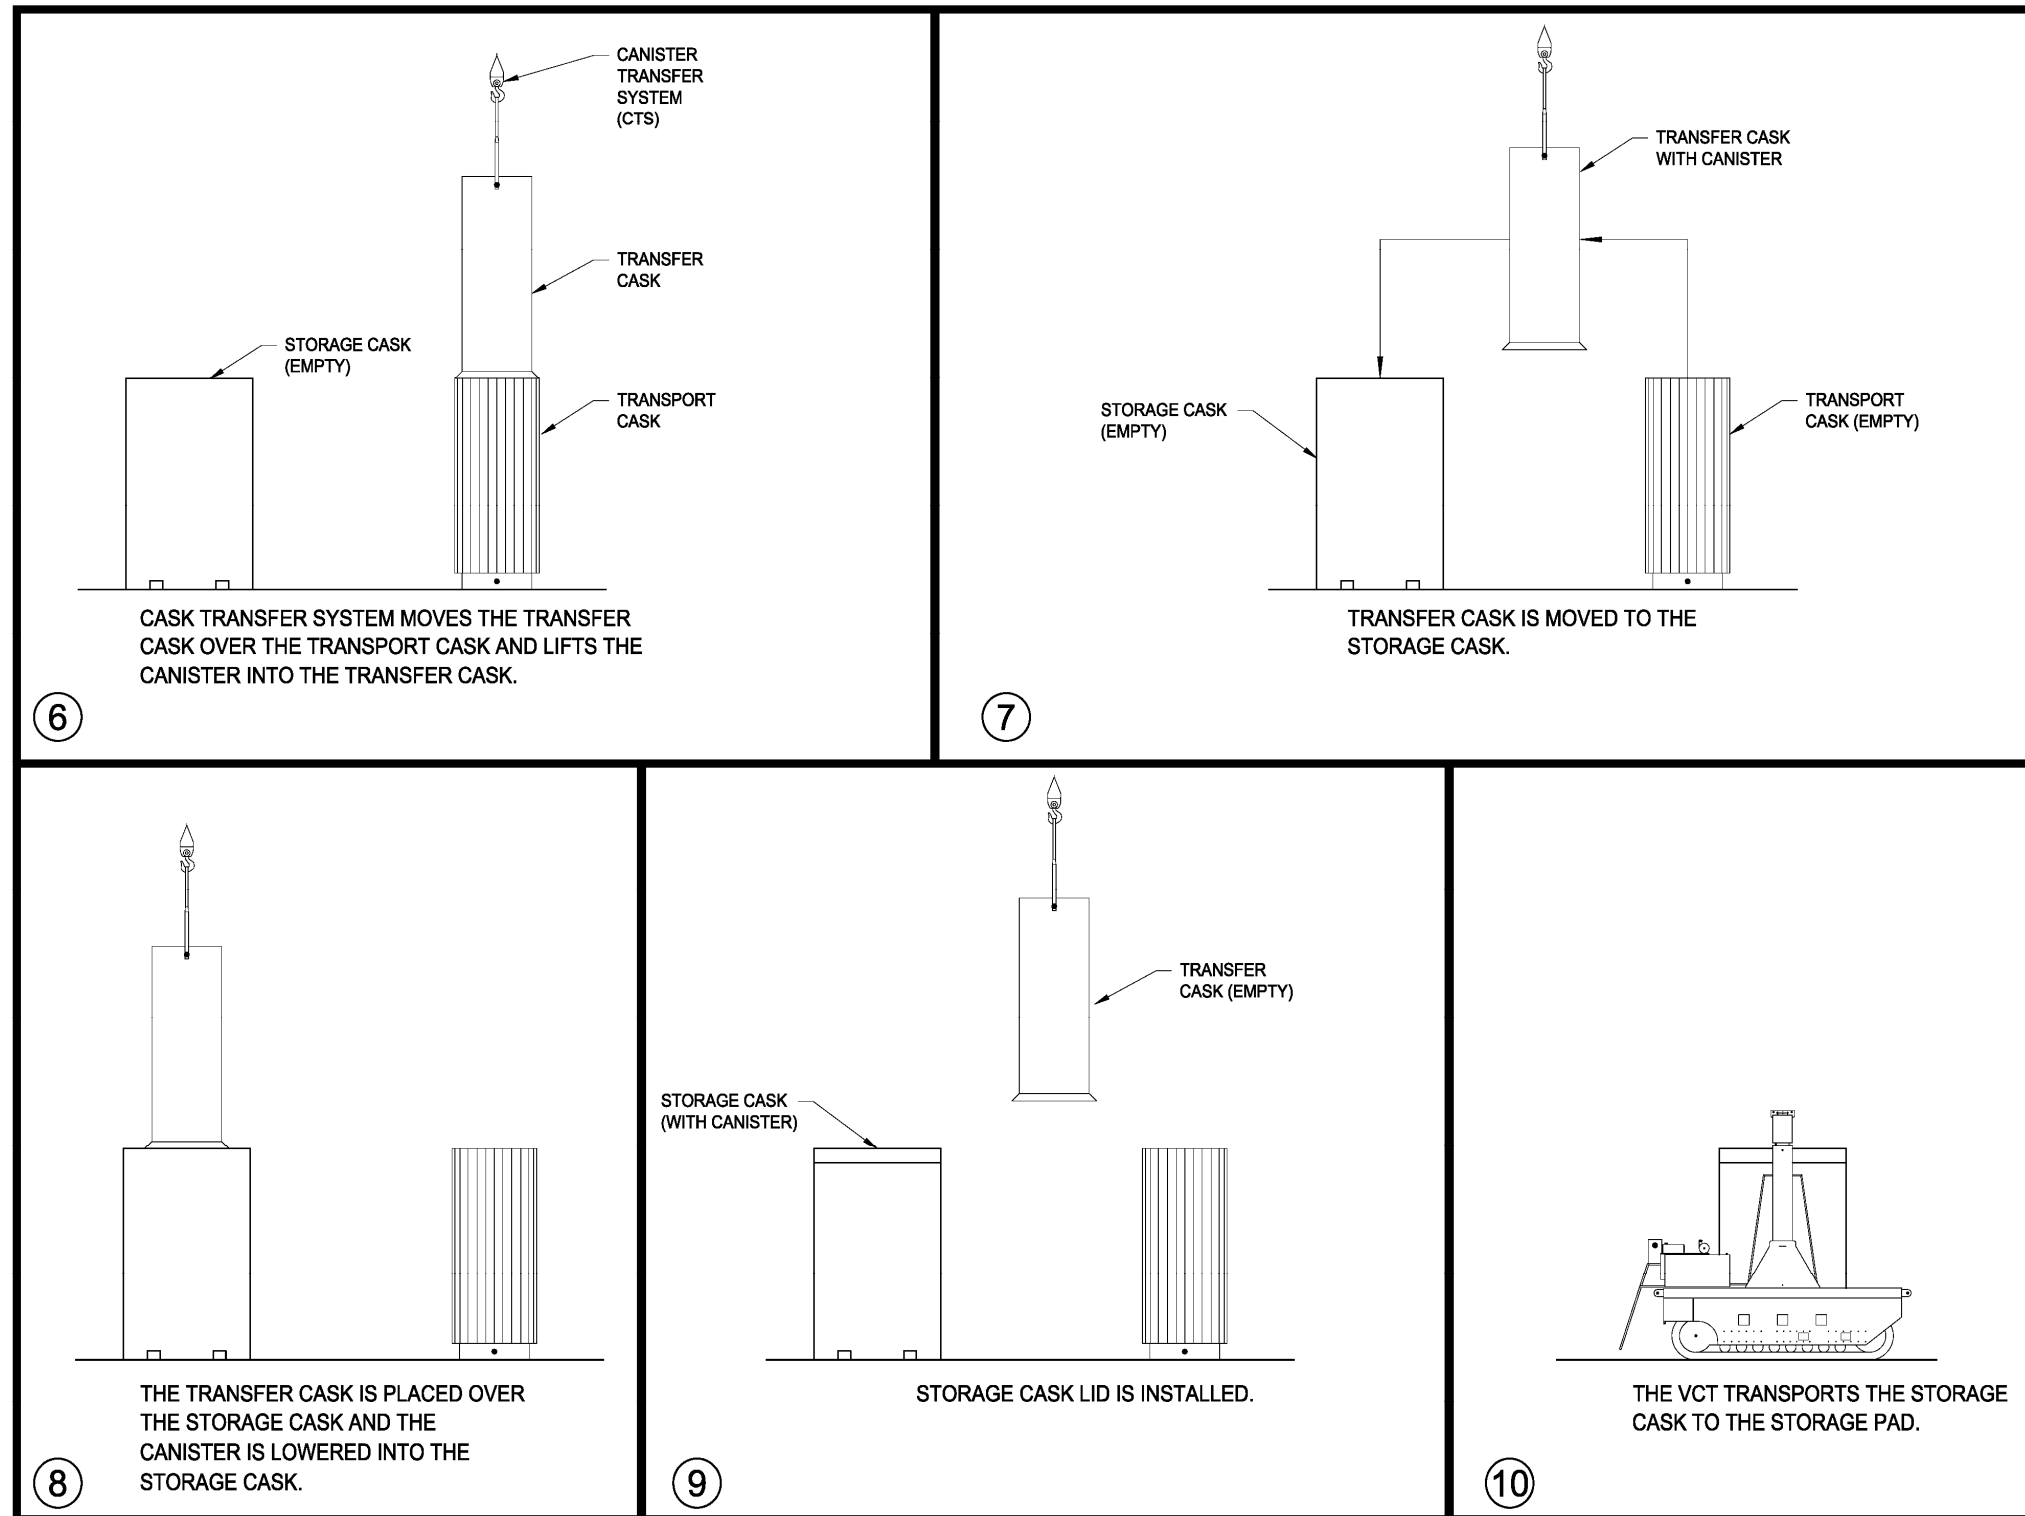 CANISTER
TRANSFER
SYSTEM
(CTS)
TRANSFER
CASK
STORAGE CASK
(EMPTY)
TRANSPORT
CASK
CASK TRANSFER SYSTEM MOVES THE TRANSFER
CASK OVER THE TRANSPORT CASK AND LIFTS THE
CANISTER INTO THE TRANSFER CASK.
6
TRANSFER CASK
WITH CANISTER
STORAGE CASK
(EMPTY)
TRANSPORT
CASK (EMPTY)
TRANSFER CASK IS MOVED TO THE
STORAGE CASK.
7
THE TRANSFER CASK IS PLACED OVER
THE STORAGE CASK AND THE
CANISTER IS LOWERED INTO THE
STORAGE CASK.
8
TRANSFER
CASK (EMPTY)
STORAGE CASK
(WITH CANISTER)
STORAGE CASK LID IS INSTALLED.
9
THE VCT TRANSPORTS THE STORAGE
CASK TO THE STORAGE PAD.
10